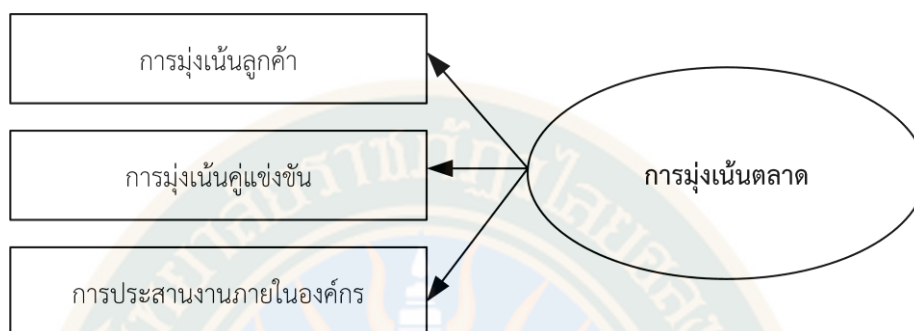 การมุ่งเน้นลูกค้า
การมุ่งเน้นคู่แข่งขัน
การมุ่งเน้นตลาด
การประสานงานภายในองค์กร